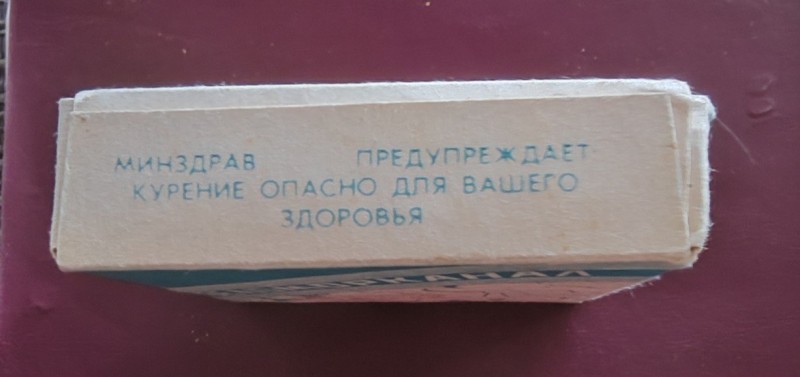 МИНЗДРАВ ПРЕДУПРЕЖДАЕТ
КУРЕНИЕ ОПАСНО ДЛЯ ВАШЕГО
ЗДОРОВЬЯ